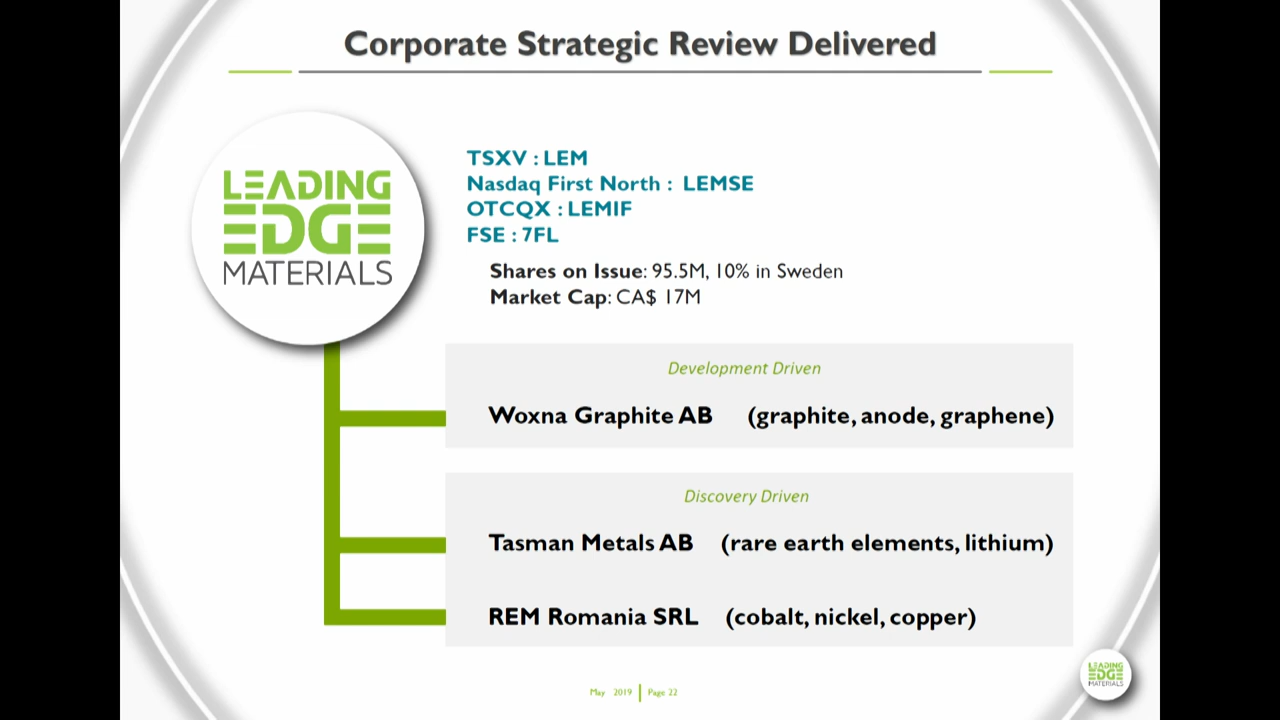 Corporate Strategic Review Delivered
LEADING
EDGE
MATERIALS
TSXV : LEM
Nasdaq First North : LEMSE
OTCQX : LEMIF
FSE : 7FL
Shares on Issue: 95.5M, 10% in Sweden
Market Cap: CA$ 17M
Development Driven
Woxna Graphite AB (graphite, anode, graphene)
Discovery Driven
Tasman Metals AB (rare earth elements, lithium)
REM Romania SRL (cobalt, nickel, copper)
May 2019 | Page 22
LEADING
EDGE
MATERIALS